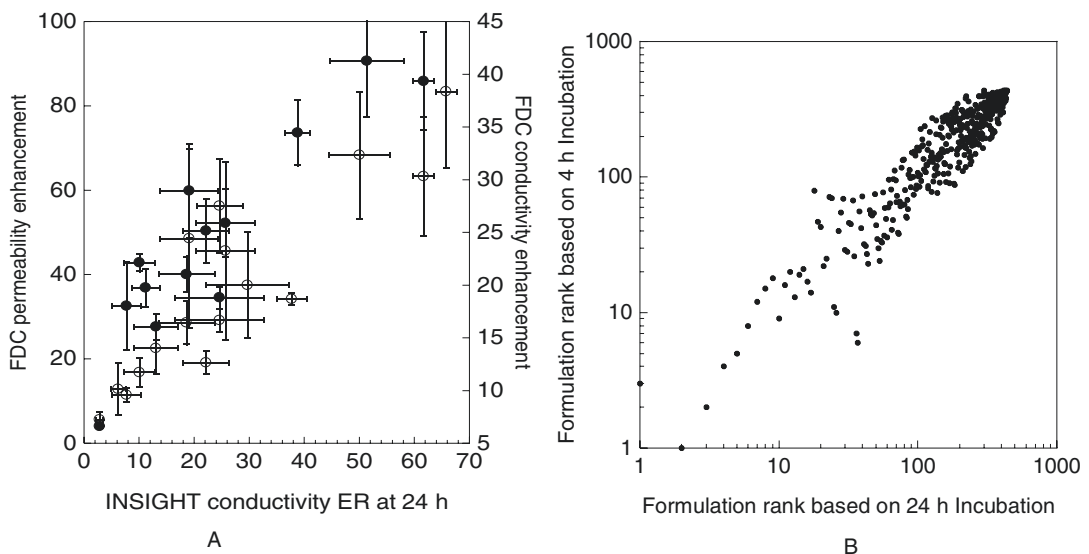 100
80
60
40
20
0
FDC permeability enhancement
45
40
35
30
25
20
15
10
5
FDC conductivity enhancement
0 10 20 30 40 50 60 70
INSIGHT conductivity ER at 24 h
A
1000
100
10
1
Formulation rank based on 4 h Incubation
1 10 100 1000
Formulation rank based on 24 h Incubation
B